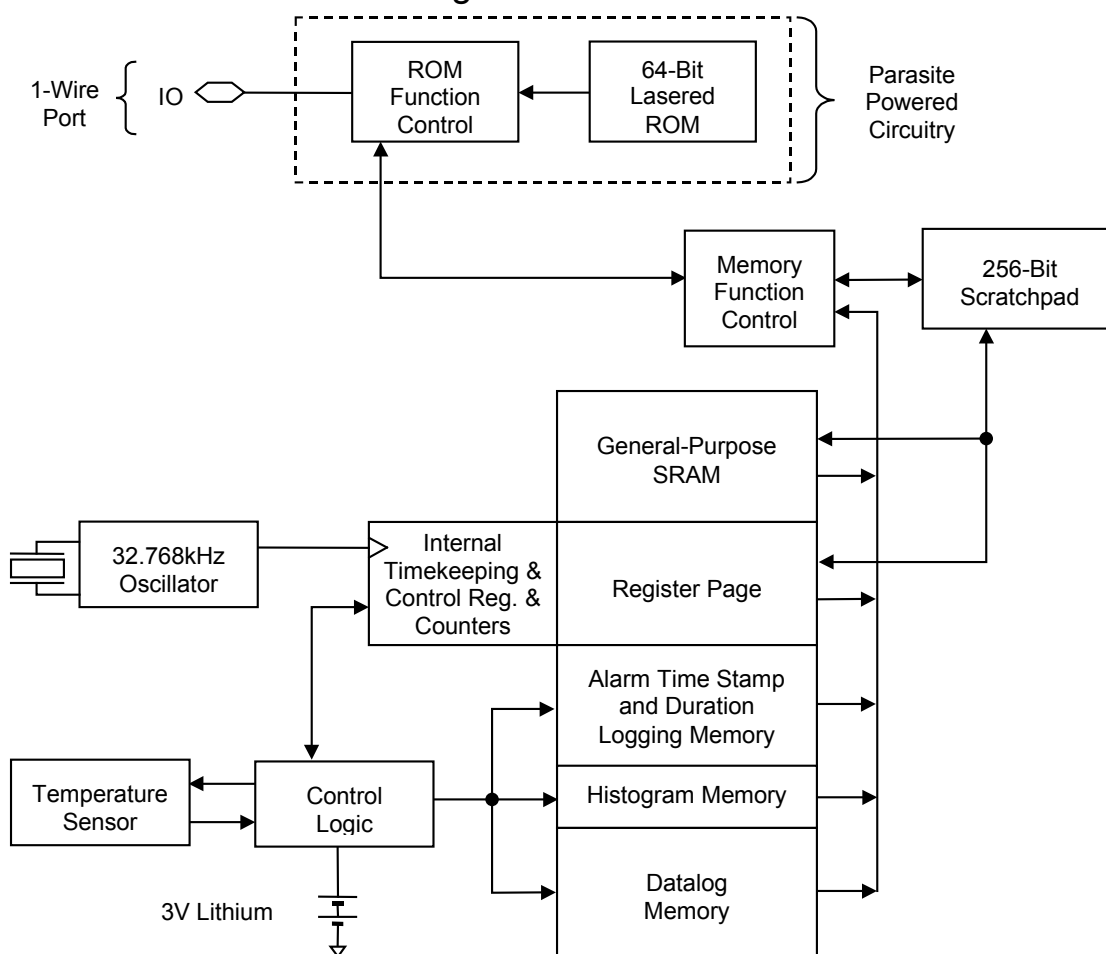 ROM
Function
Control
64-Bit
Lasered
ROM
1-Wire
Port
IO
Parasite
Powered
Circuitry
Memory
Function
Control
256-Bit
Scratchpad
General-Purpose
SRAM
32.768kHz
Oscillator
Internal
Timekeeping &
Control Reg. &
Counters
Register Page
Alarm Time Stamp
and Duration
Logging Memory
Temperature
Sensor
Control
Logic
Histogram Memory
Datalog
Memory
3V Lithium